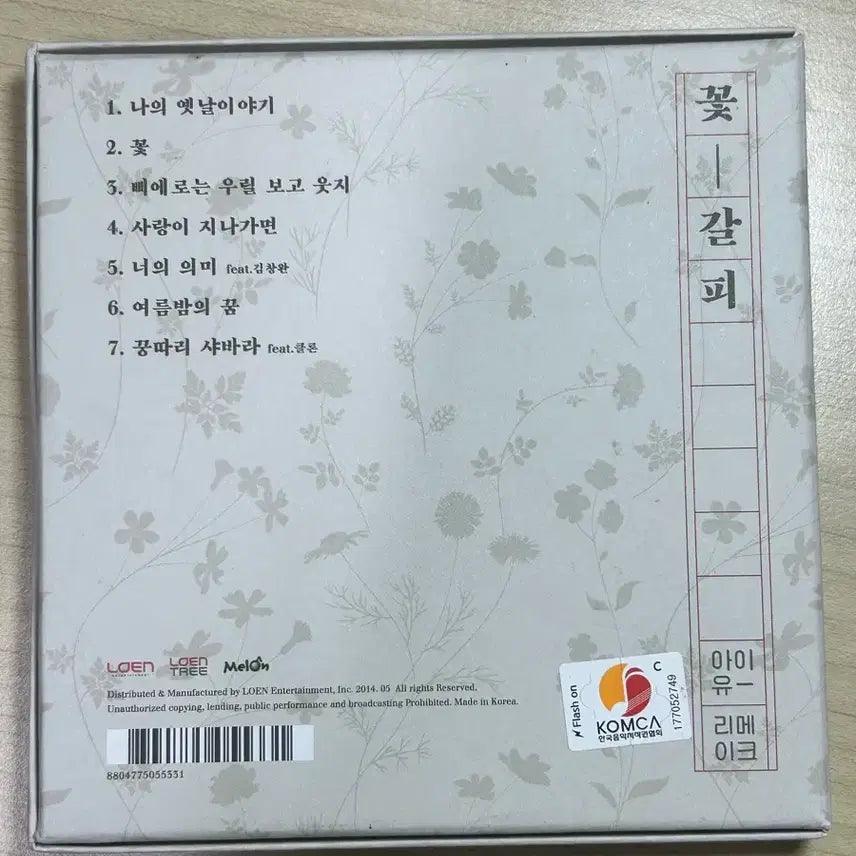 1. 나의 옛날이야기
2. 꽃
3. 삐에로는 우릴 보고 웃지
4. 사랑이 지나가면
5. 너의 의미 feat.김창완
6. 여름밤의 꿈
7. 꿍따리 샤바라 feat.클론
꽃
—
갈
피
아이
유—
리메
이크
LOEN
ENTERTAINMENT
LOEN
TREE
Melon
Distributed & Manufactured by LOEN Entertainment, Inc. 2014. 05 All rights Reserved.
Unauthorized copying, lending, public performance and broadcasting Prohibited. Made in Korea.
8804775055331
Flash on
KOMCA
한국음악저작권협회
C
177052749